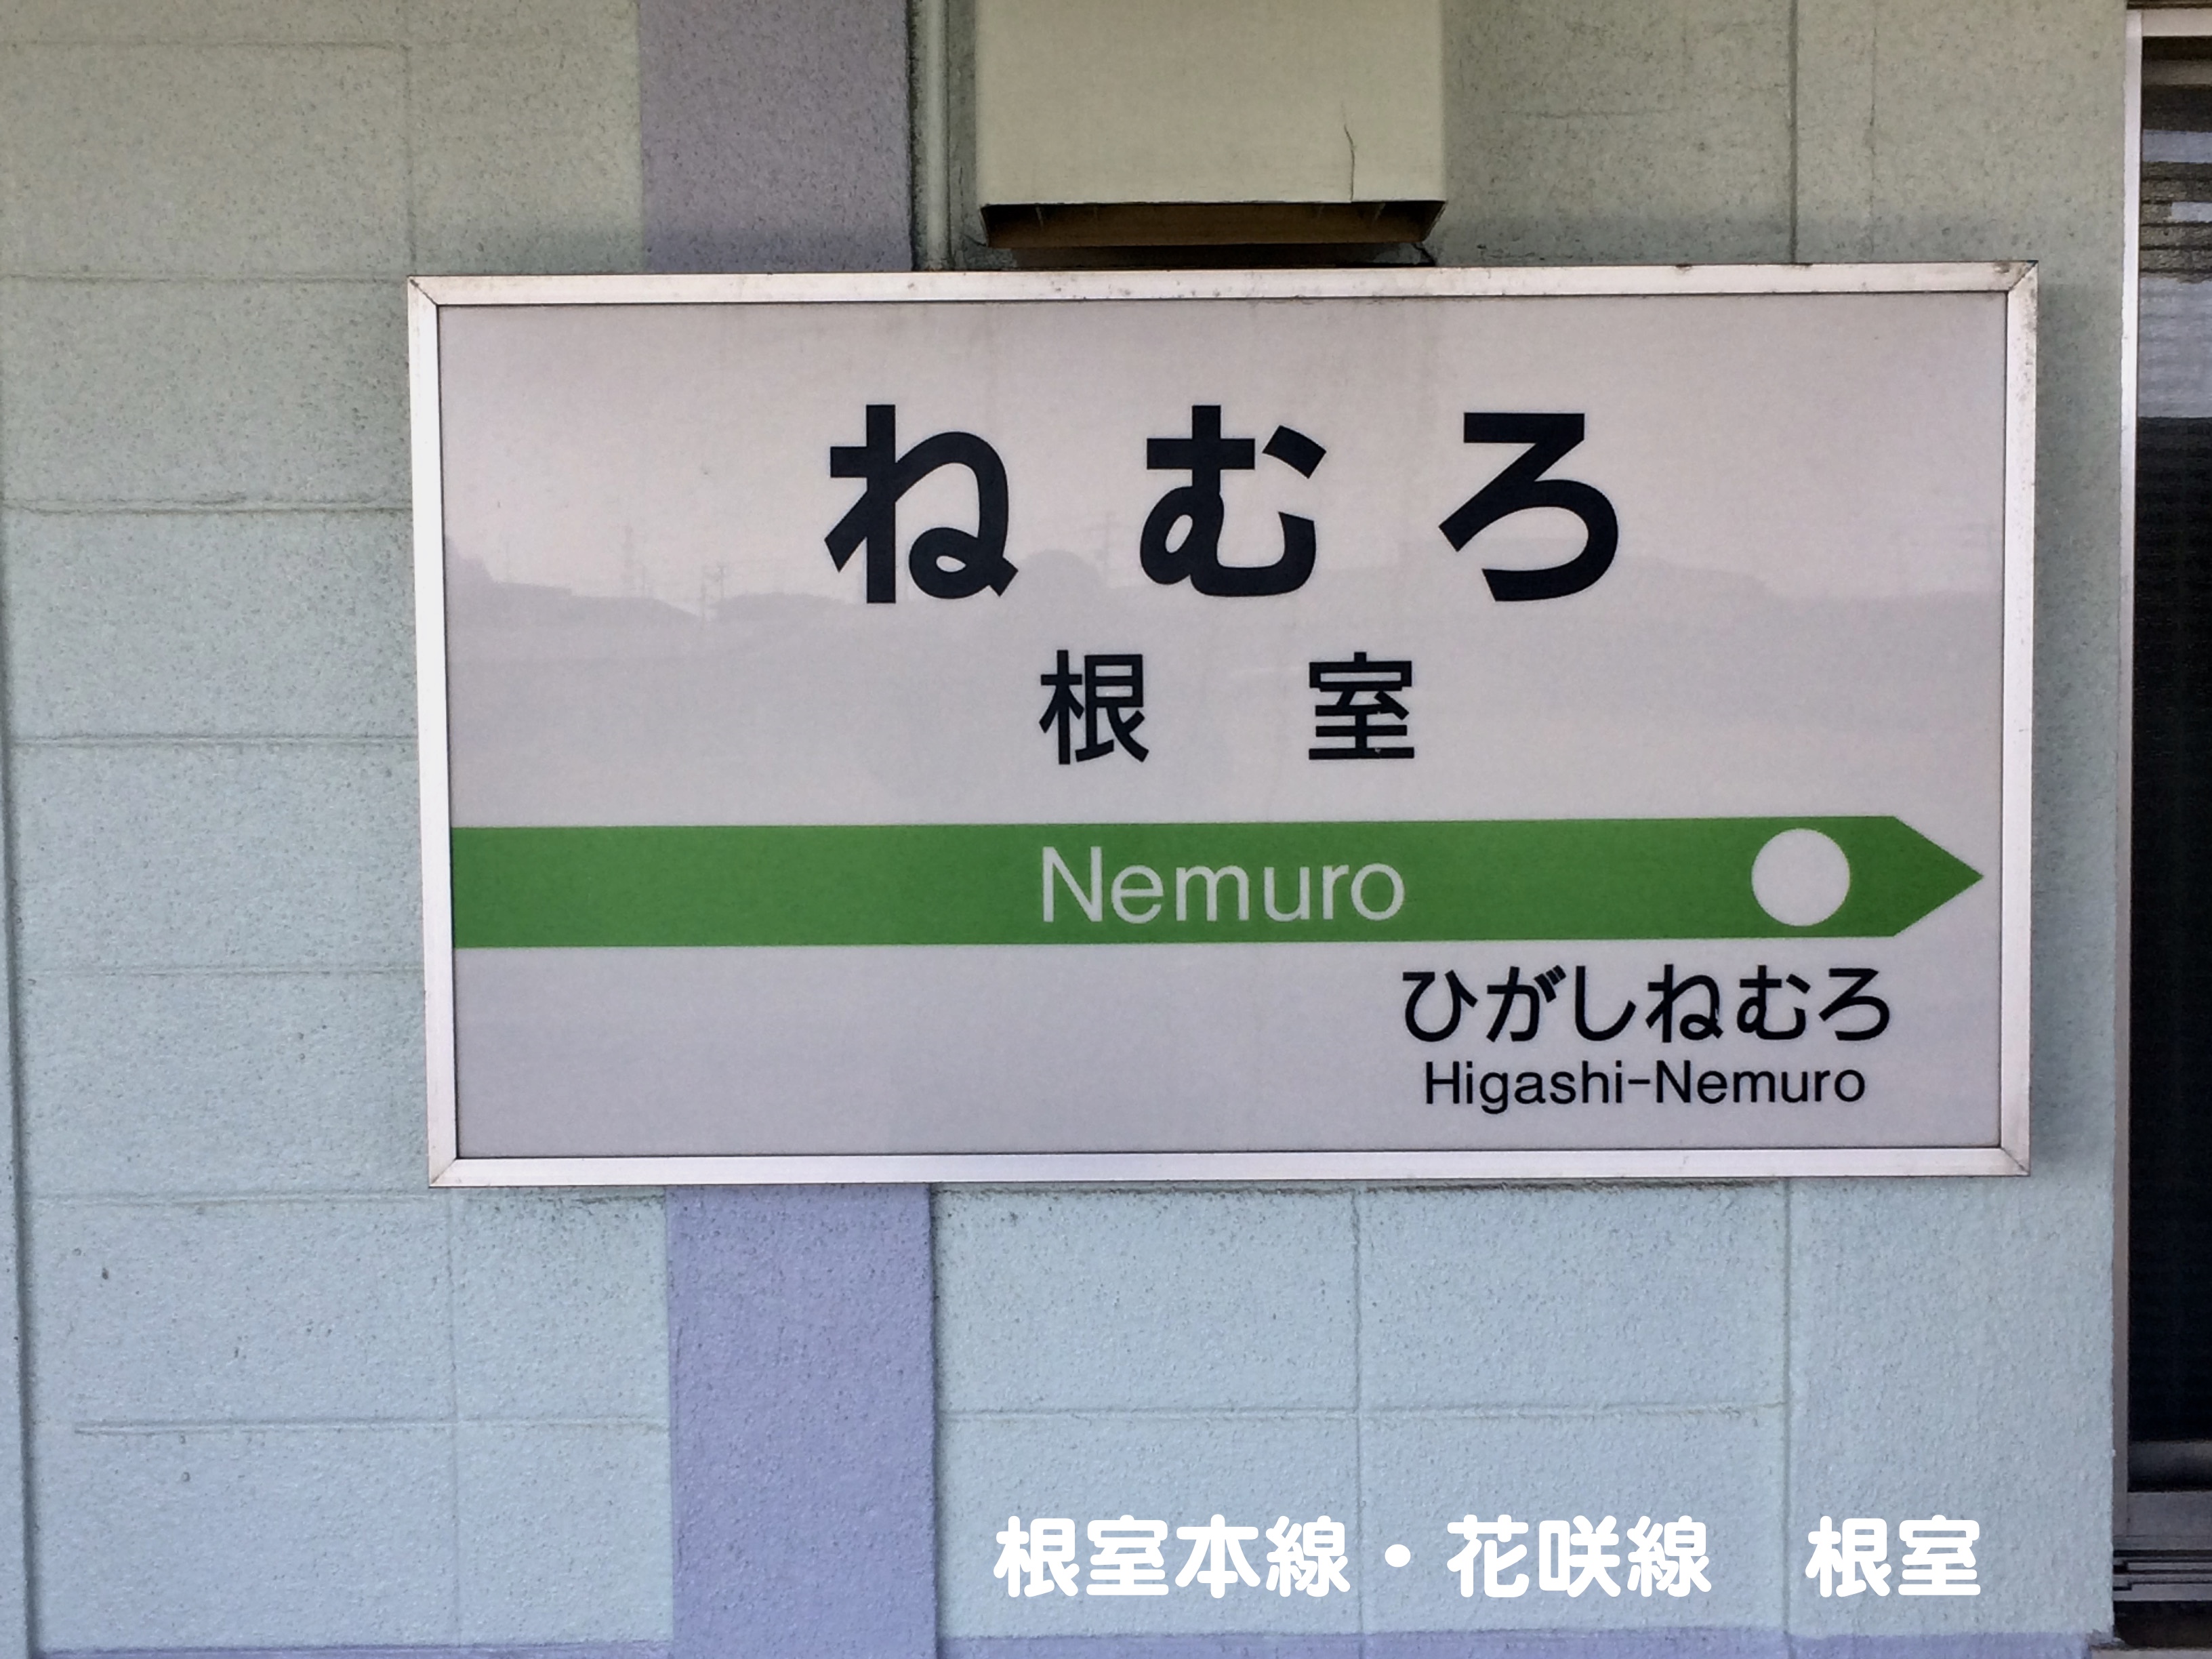 ねむろ
根室
Nemuro
ひがしねむろ
Higashi-Nemuro
根室本線・花咲線　根室